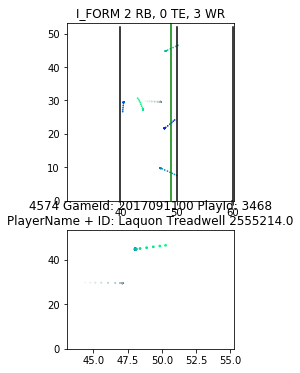 I_FORM 2 RB, 0 TE, 3 WR
50
40
30
20
10
0
40 50 60
4574 GameId: 2017091100 PlayId: 3468
PlayerName + ID: Laquon Treadwell 2555214.0
40
20
0
45.0 47.5 50.0 52.5 55.0